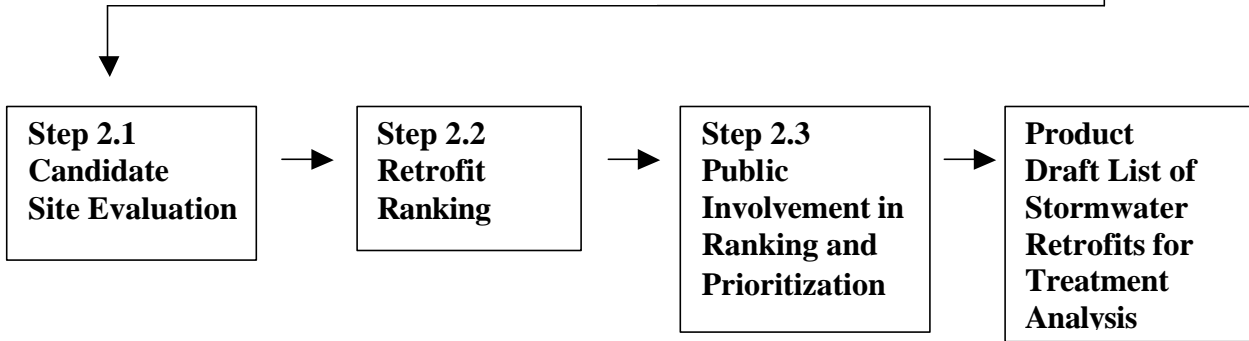 Step 2.1
Candidate
Site Evaluation
Step 2.2
Retrofit
Ranking
Step 2.3
Public
Involvement in
Ranking and
Prioritization
Product
Draft List of
Stormwater
Retrofits for
Treatment
Analysis